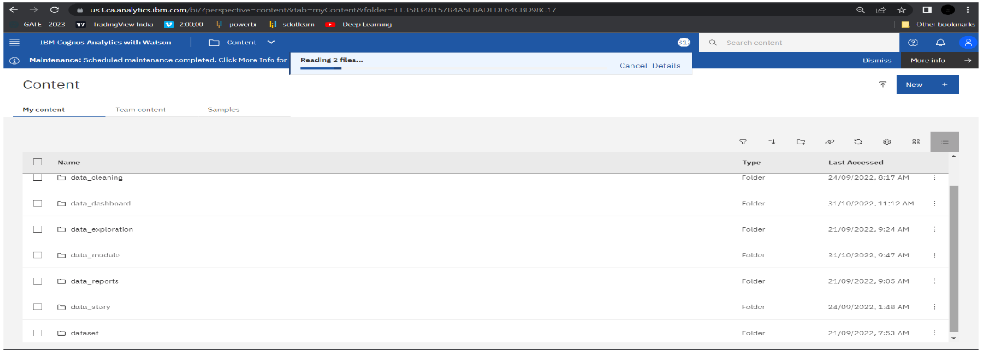 us1.ca.analytics.ibm.com/bi/?perspective=content&tab=myContent&folder=
GATE 2023 TradingView India 2:00:00 powerbi sckitlearn Deep Learning Other bookmarks
IBM Cognos Analytics with Watson Content Search content
Maintenance: Scheduled maintenance completed. Click More Info for Dismiss More info
Reading 2 files...
Cancel Details
Content
New +
My content Team content Samples
Name Type Last Accessed
data_cleaning Folder 24/09/2022, 8:17 AM
data_dashboard Folder 31/10/2022, 11:12 AM
data_exploration Folder 21/09/2022, 9:24 AM
data_module Folder 31/10/2022, 9:47 AM
data_reports Folder 21/09/2022, 9:05 AM
data_story Folder 24/09/2022, 1:48 AM
dataset Folder 21/09/2022, 7:53 AM